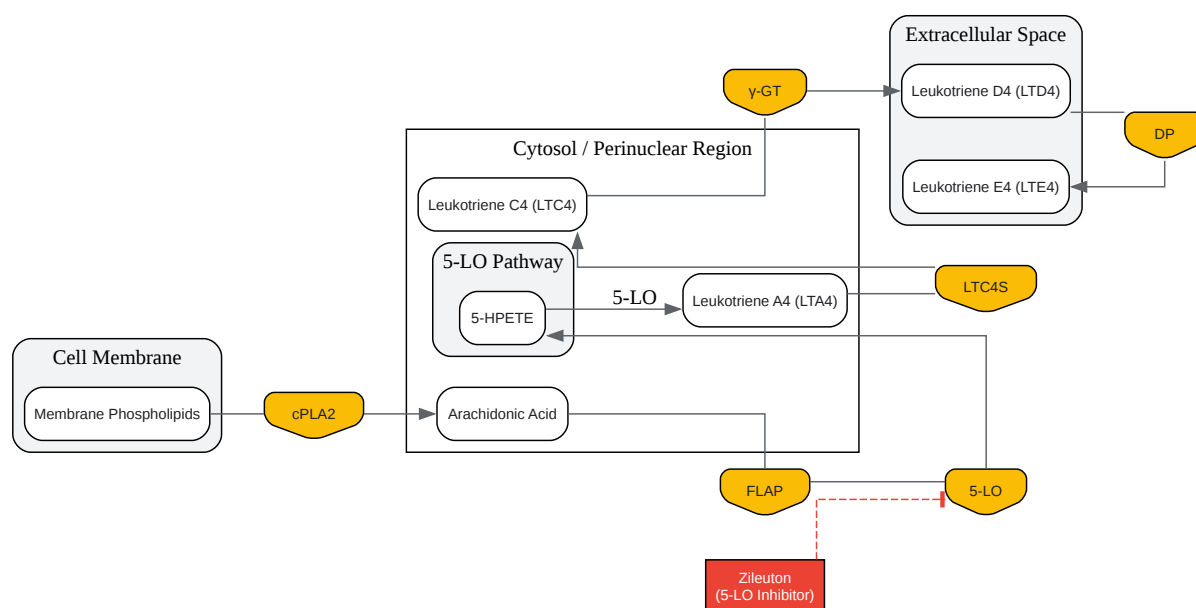 Extracellular Space
γ-GT
Leukotriene D4 (LTD4)
DP
Cytosol / Perinuclear Region
Leukotriene C4 (LTC4)
Leukotriene E4 (LTE4)
5-LO Pathway
5-LO
LTC4S
Leukotriene A4 (LTA4)
5-HPETE
Cell Membrane
Membrane Phospholipids
cPLA2
Arachidonic Acid
FLAP
5-LO
Zileuton
(5-LO Inhibitor)